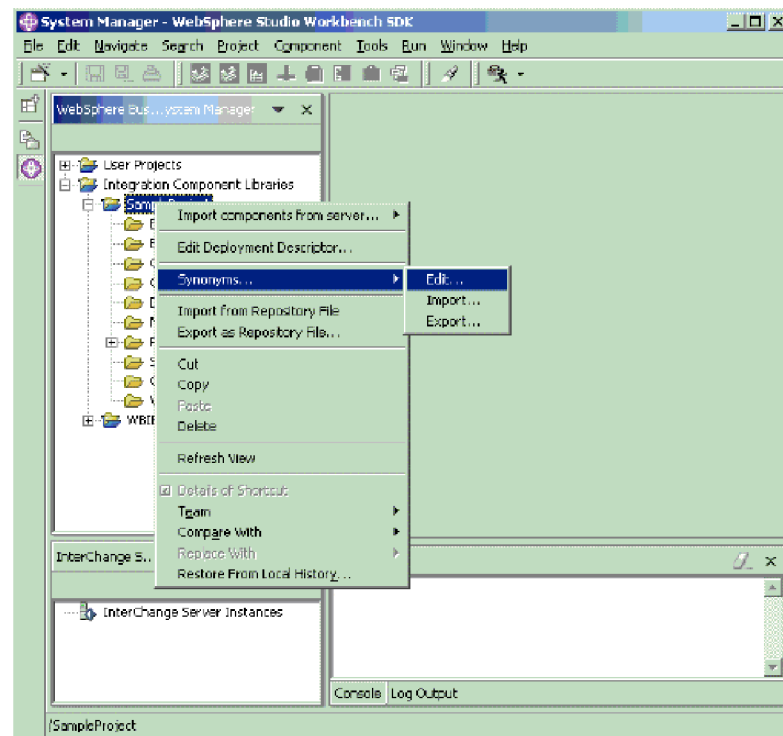 System Manager - WebSphere Studio Workbench SDK
File Edit Navigate Search Project Component Tools Run Window Help
WebSphere Bus...ystem Manager
User Projects
Integration Component Libraries
SampleProject
Import components from server...
Edit Deployment Descriptor...
Synonyms...
Edit...
Import...
Export...
Import from Repository File
Export as Repository File...
Cut
Copy
Paste
Delete
Refresh View
Details of Shortcut
Team
Compare With
Replace With
Restore From Local History...
WBIF
InterChange S...
InterChange Server Instances
Console Log Output
/SampleProject